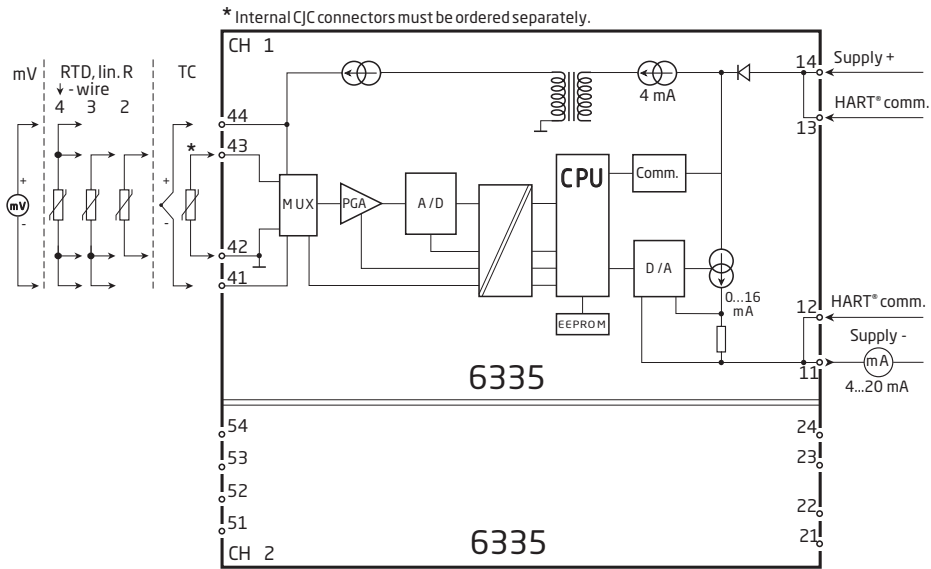 * Internal CJC connectors must be ordered separately.
CH 1
mV
RTD, lin. R
- wire
4 3 2
TC
+
-
mV
*
+
-
44
43
42
41
MUX
PGA
A/D
CPU
Comm.
D/A
EEPROM
4 mA
0...16
mA
14
Supply +
HART® comm.
13
12
HART® comm.
Supply -
11
mA
4...20 mA
6335
54
53
52
51
24
23
22
21
CH 2
6335